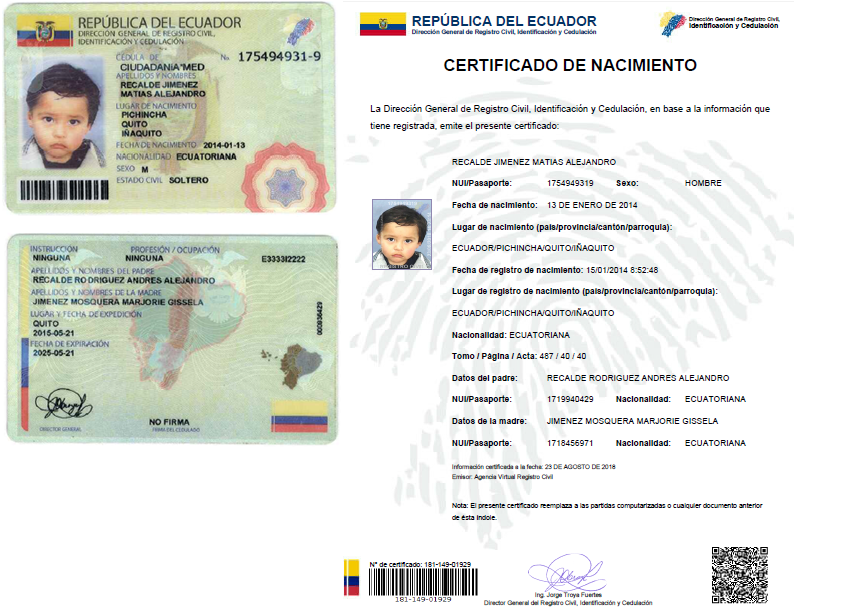 REPÚBLICA DEL ECUADOR
DIRECCIÓN GENERAL DE REGISTRO CIVIL,
IDENTIFICACIÓN Y CEDULACIÓN
CÉDULA DE No. 175494931-9
CIUDADANIA*MED
APELLIDOS Y NOMBRES
RECALDE JIMENEZ
MATIAS ALEJANDRO
LUGAR DE NACIMIENTO
PICHINCHA
QUITO
IÑAQUITO
FECHA DE NACIMIENTO 2014-01-13
NACIONALIDAD ECUATORIANA
SEXO M
ESTADO CIVIL SOLTERO
INSTRUCCIÓN PROFESIÓN / OCUPACIÓN
NINGUNA NINGUNA E3333I2222
APELLIDOS Y NOMBRES DEL PADRE
RECALDE RODRIGUEZ ANDRES ALEJANDRO
APELLIDOS Y NOMBRES DE LA MADRE
JIMENEZ MOSQUERA MARJORIE GISSELA
LUGAR Y FECHA DE EXPEDICIÓN
QUITO
2015-05-21
FECHA DE EXPIRACIÓN
2025-05-21
NO FIRMA
DIRECTOR GENERAL FIRMA DEL CEDULADO
REPÚBLICA DEL ECUADOR
Dirección General de Registro Civil, Identificación y Cedulación
Dirección General de Registro Civil,
Identificación y Cedulación
CERTIFICADO DE NACIMIENTO
La Dirección General de Registro Civil, Identificación y Cedulación, en base a la información que
tiene registrada, emite el presente certificado:
RECALDE JIMENEZ MATIAS ALEJANDRO
NUI/Pasaporte: 1754949319 Sexo: HOMBRE
Fecha de nacimiento: 13 DE ENERO DE 2014
Lugar de nacimiento (país/provincia/cantón/parroquia):
ECUADOR/PICHINCHA/QUITO/IÑAQUITO
Fecha de registro de nacimiento: 15/01/2014 8:52:48
Lugar de registro de nacimiento (país/provincia/cantón/parroquia):
ECUADOR/PICHINCHA/QUITO/IÑAQUITO
Nacionalidad: ECUATORIANA
Tomo / Página / Acta: 487 / 40 / 40
Datos del padre: RECALDE RODRIGUEZ ANDRES ALEJANDRO
NUI/Pasaporte: 1719940429 Nacionalidad: ECUATORIANA
Datos de la madre: JIMENEZ MOSQUERA MARJORIE GISSELA
NUI/Pasaporte: 1718456971 Nacionalidad: ECUATORIANA
Información certificada a la fecha: 23 DE AGOSTO DE 2018
Emisor: Agencia Virtual Registro Civil
Nota: El presente certificado reemplaza a las partidas computarizadas o cualquier documento anterior
de ésta índole.
N° de certificado: 181-149-01929
181-149-01929
Ing. Jorge Troya Fuertes
Director General del Registro Civil, Identificación y Cedulación